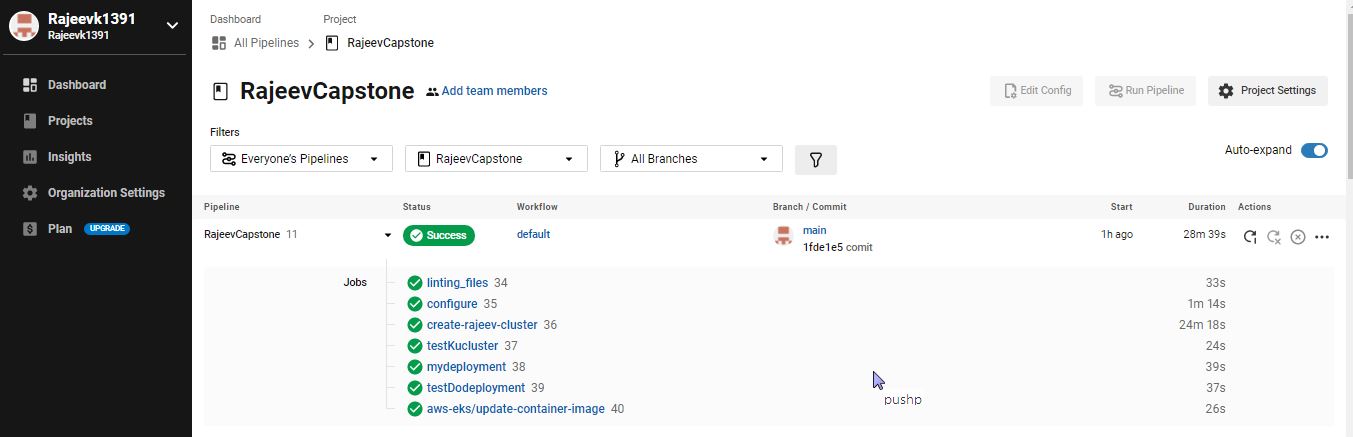 Rajeevk1391
Rajeevk1391
Dashboard
Projects
Insights
Organization Settings
Plan UPGRADE
Dashboard Project
All Pipelines RajeevCapstone
RajeevCapstone Add team members Edit Config Run Pipeline Project Settings
Filters
Everyone's Pipelines RajeevCapstone All Branches Auto-expand
Pipeline Status Workflow Branch / Commit Start Duration Actions
RajeevCapstone 11 Success default main 1h ago 28m 39s
1fde1e5 comit
Jobs linting_files 34 33s
configure 35 1m 14s
create-rajeev-cluster 36 24m 18s
testKucluster 37 24s
mydeployment 38 39s
testDodeployment 39 37s
pushp
aws-eks/update-container-image 40 26s